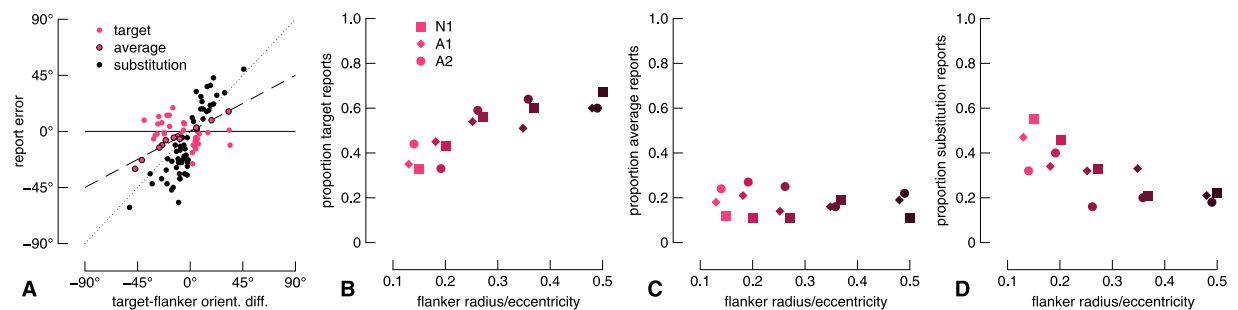 90°
45°
0°
−45°
−90°
report error
target
average
substitution
−90°
−45°
0°
45°
90°
target-flanker orient. diff.
A
1.0
0.8
0.6
0.4
0.2
0
proportion target reports
N1
A1
A2
0.1
0.2
0.3
0.4
0.5
flanker radius/eccentricity
B
1.0
0.8
0.6
0.4
0.2
0
proportion average reports
0.1
0.2
0.3
0.4
0.5
flanker radius/eccentricity
C
1.0
0.8
0.6
0.4
0.2
0
proportion substitution reports
0.1
0.2
0.3
0.4
0.5
flanker radius/eccentricity
D